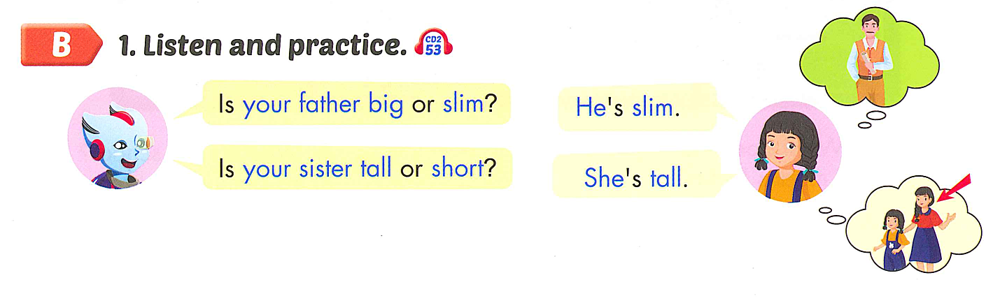 B 1. Listen and practice. CD2 53
Is your father big or slim?
He's slim.
Is your sister tall or short?
She's tall.